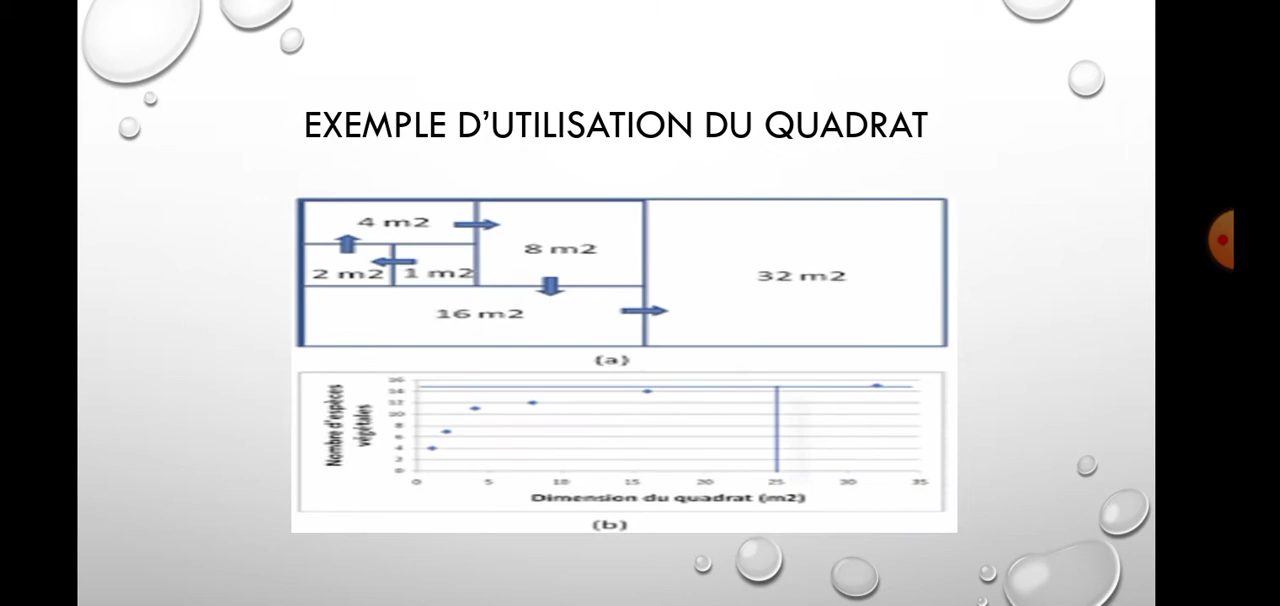 EXEMPLE D’UTILISATION DU QUADRAT
4 m2
8 m2
2 m2
1 m2
32 m2
16 m2
(a)
Nombre d'espèces
végétales
16
14
12
10
8
6
4
2
0
0 5 10 15 20 25 30 35
Dimension du quadrat (m2)
(b)